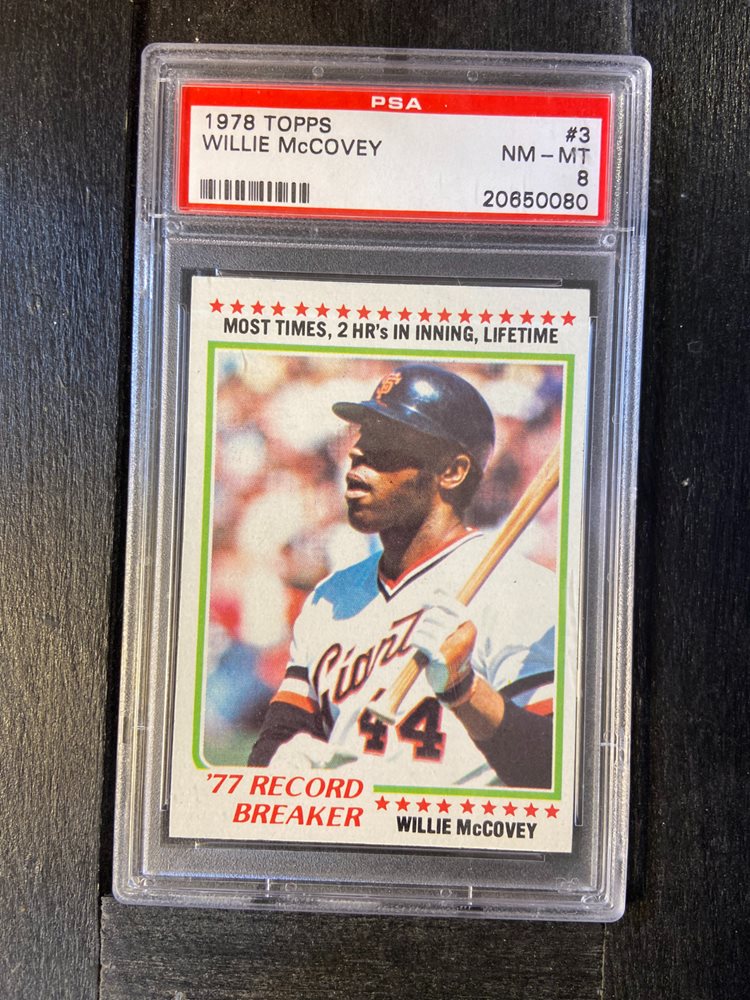 PSA
1978 TOPPS #3
WILLIE McCOVEY NM - MT
8
20650080
MOST TIMES, 2 HR's IN INNING, LIFETIME
SF
Giants
44
'77 RECORD
BREAKER
WILLIE McCOVEY